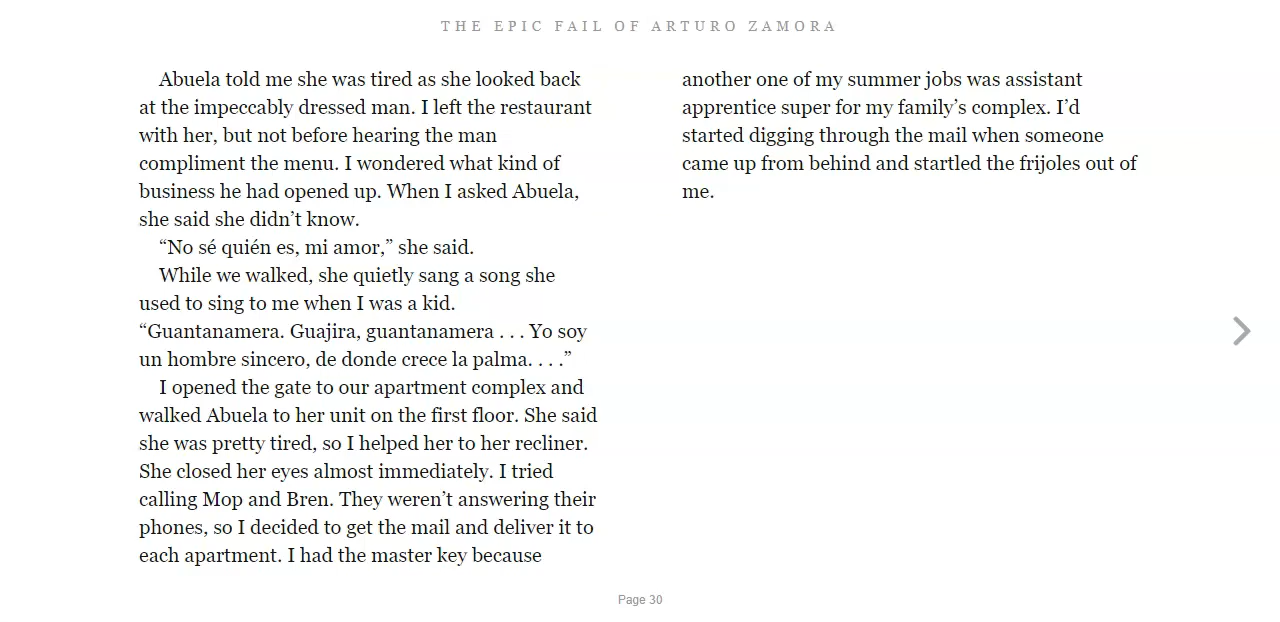 THE EPIC FAIL OF ARTURO ZAMORA
Abuela told me she was tired as she looked back
at the impeccably dressed man. I left the restaurant
with her, but not before hearing the man
compliment the menu. I wondered what kind of
business he had opened up. When I asked Abuela,
she said she didn’t know.
“No sé quién es, mi amor,” she said.
While we walked, she quietly sang a song she
used to sing to me when I was a kid.
“Guantanamera. Guajira, guantanamera . . . Yo soy
un hombre sincero, de donde crece la palma. . . .”
I opened the gate to our apartment complex and
walked Abuela to her unit on the first floor. She said
she was pretty tired, so I helped her to her recliner.
She closed her eyes almost immediately. I tried
calling Mop and Bren. They weren’t answering their
phones, so I decided to get the mail and deliver it to
each apartment. I had the master key because
another one of my summer jobs was assistant
apprentice super for my family’s complex. I’d
started digging through the mail when someone
came up from behind and startled the frijoles out of
me.
Page 30